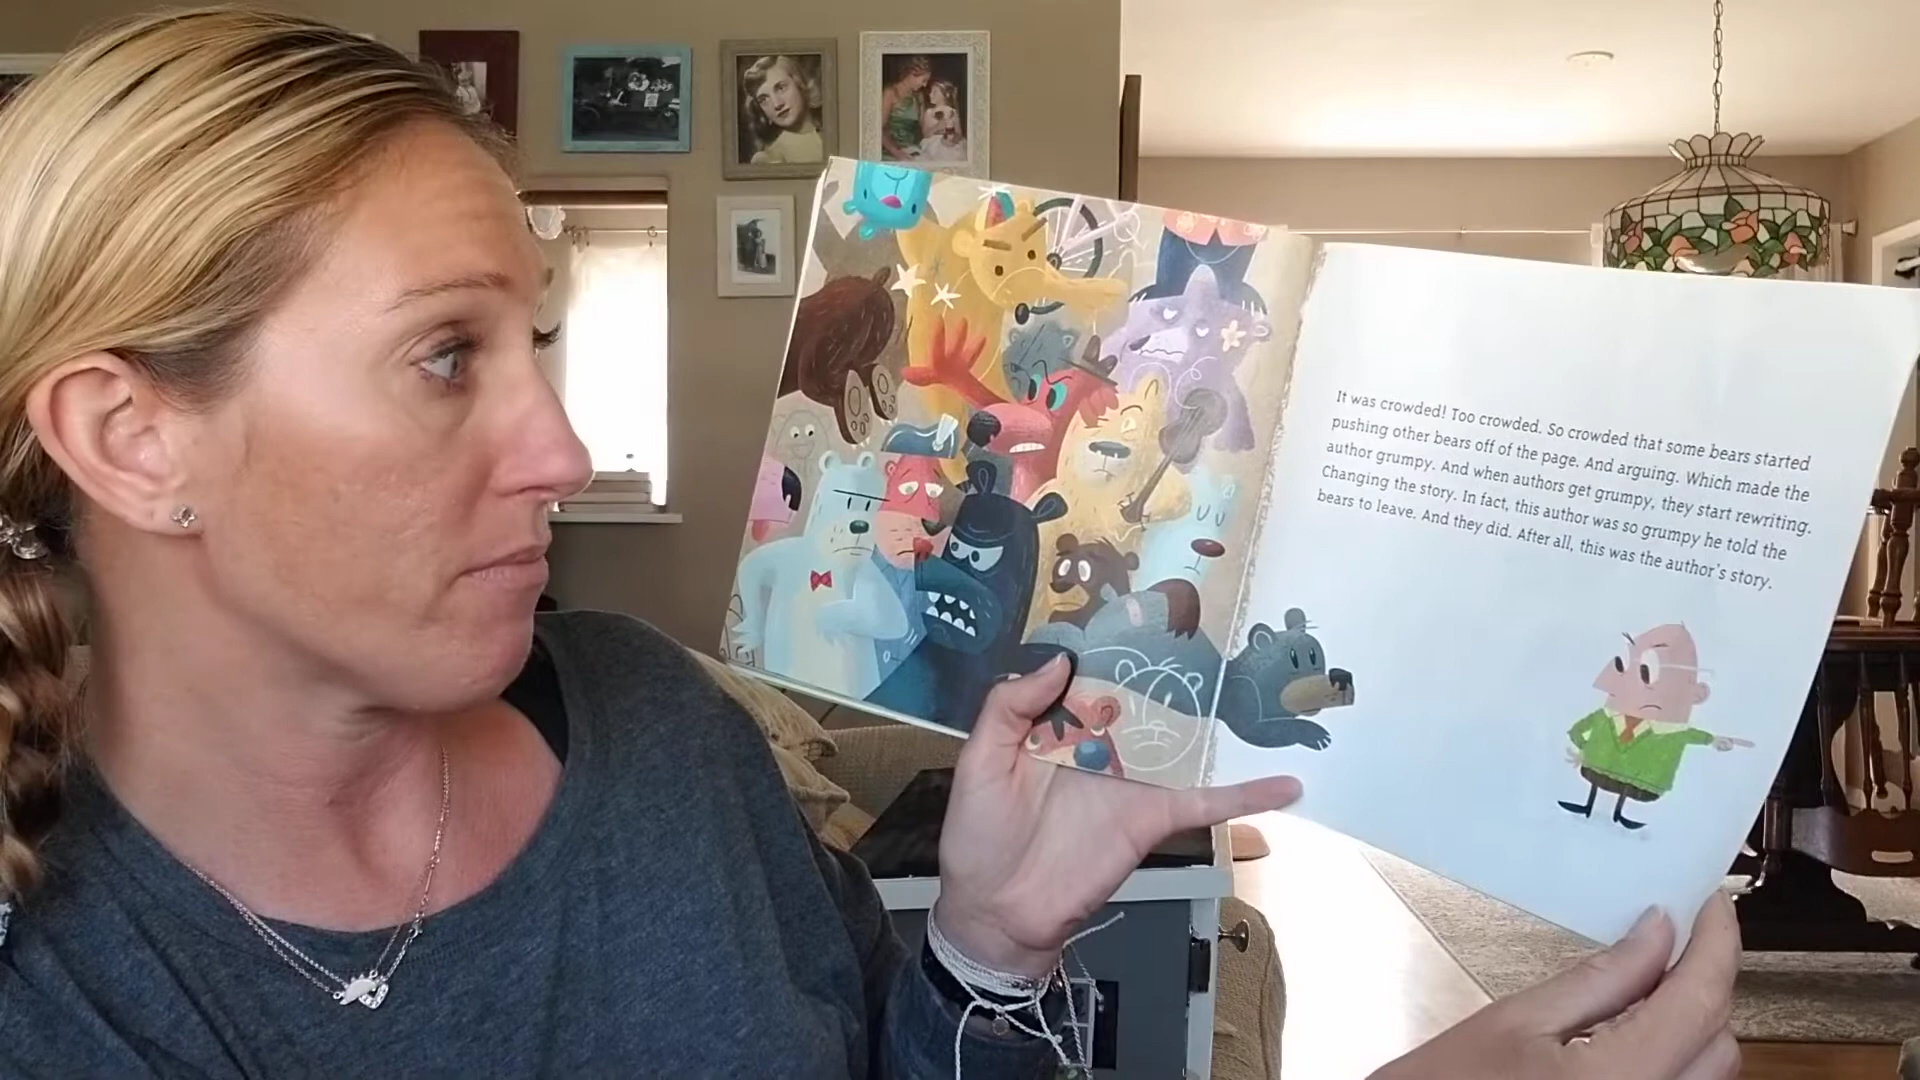 It was crowded! Too crowded. So crowded that some bears started
pushing other bears off of the page. And arguing. Which made the
author grumpy. And when authors get grumpy, they start rewriting.
Changing the story. In fact, this author was so grumpy he told the
bears to leave. And they did. After all, this was the author's story.